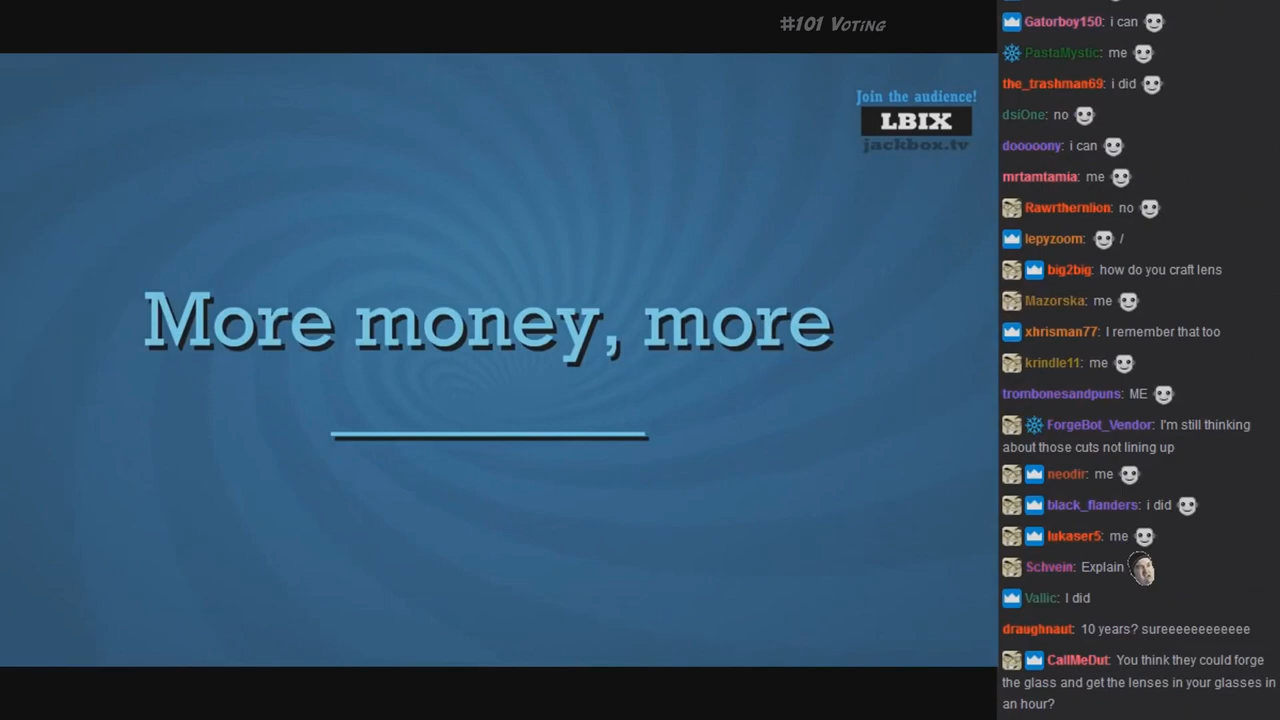 #101 Voting
Join the audience!
LBIX
jackbox.tv
More money, more
Gatorboy150: i can
PastaMystic: me
the_trashman69: i did
dsiOne: no
dooooony: i can
mrtamtamia: me
Rawrthernlion: no
lepyzoom: /
big2big: how do you craft lens
Mazorska: me
xhrisman77: I remember that too
krindle11: me
trombonesandpuns: ME
ForgeBot_Vendor: I'm still thinking
about those cuts not lining up
neodir: me
black_flanders: i did
lukaser5: me
Schvein: Explain
Vallic: I did
draughnaut: 10 years? sureeeeeeeeeee
CallMeDut: You think they could forge
the glass and get the lenses in your glasses in
an hour?